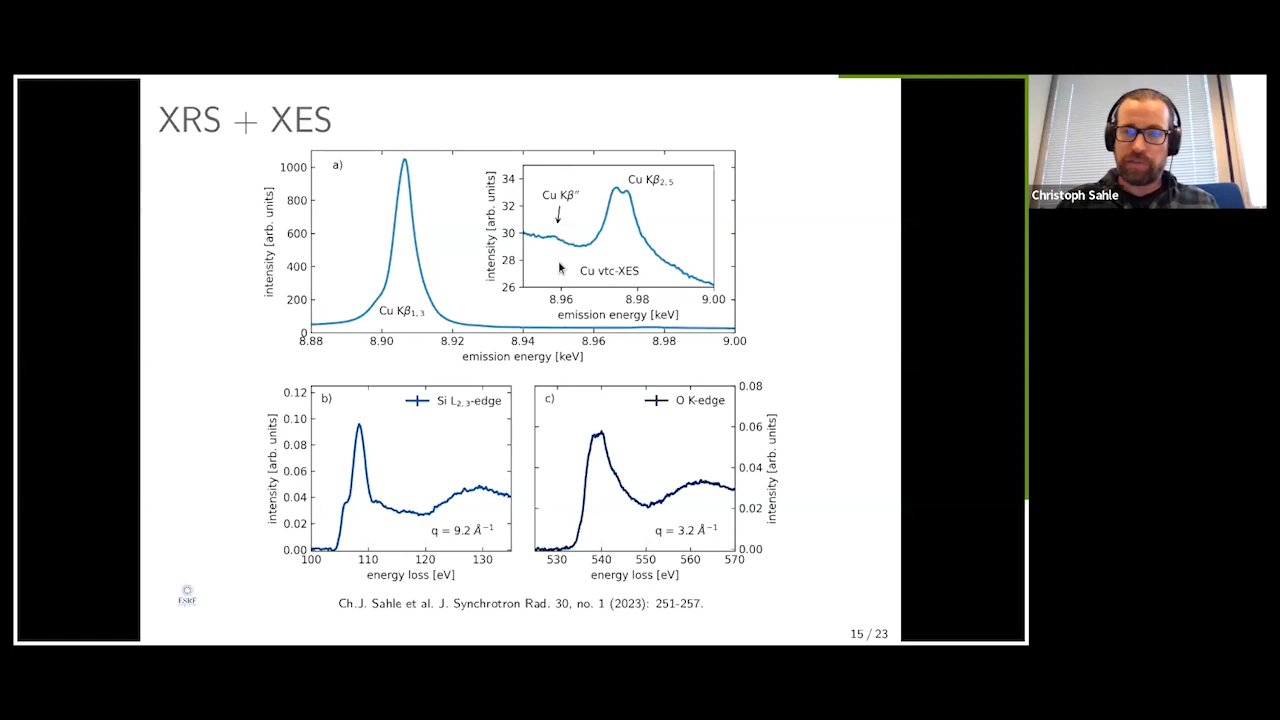 XRS + XES
a)
1000
800
600
400
200
0
intensity [arb. units]
Cu Kβ₁,₃
8.88 8.90 8.92 8.94 8.96 8.98 9.00
emission energy [keV]
34
32
30
28
26
intensity [arb. units]
Cu Kβ₂,₅
Cu Kβ″
Cu vtc-XES
8.96 8.98 9.00
emission energy [keV]
Christoph Sahle
b)
Si L₂,₃-edge
0.12
0.10
0.08
0.06
0.04
0.02
0.00
intensity [arb. units]
q = 9.2 Å⁻¹
100 110 120 130
energy loss [eV]
c)
O K-edge
0.08
0.06
0.04
0.02
0.00
intensity [arb. units]
q = 3.2 Å⁻¹
530 540 550 560 570
energy loss [eV]
ESRF
Ch.J. Sahle et al. J. Synchrotron Rad. 30, no. 1 (2023): 251-257.
15 / 23